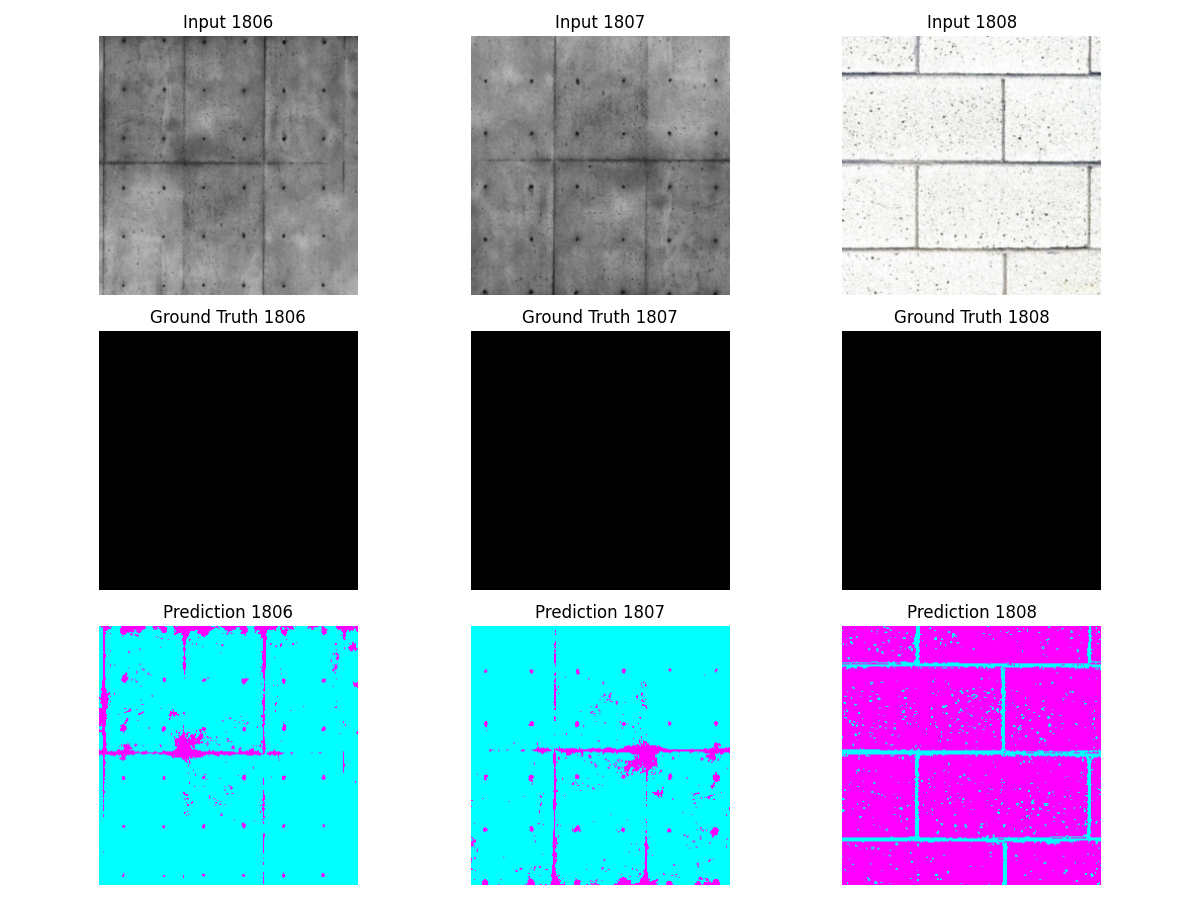 Input 1806
Input 1807
Input 1808
Ground Truth 1806
Ground Truth 1807
Ground Truth 1808
Prediction 1806
Prediction 1807
Prediction 1808